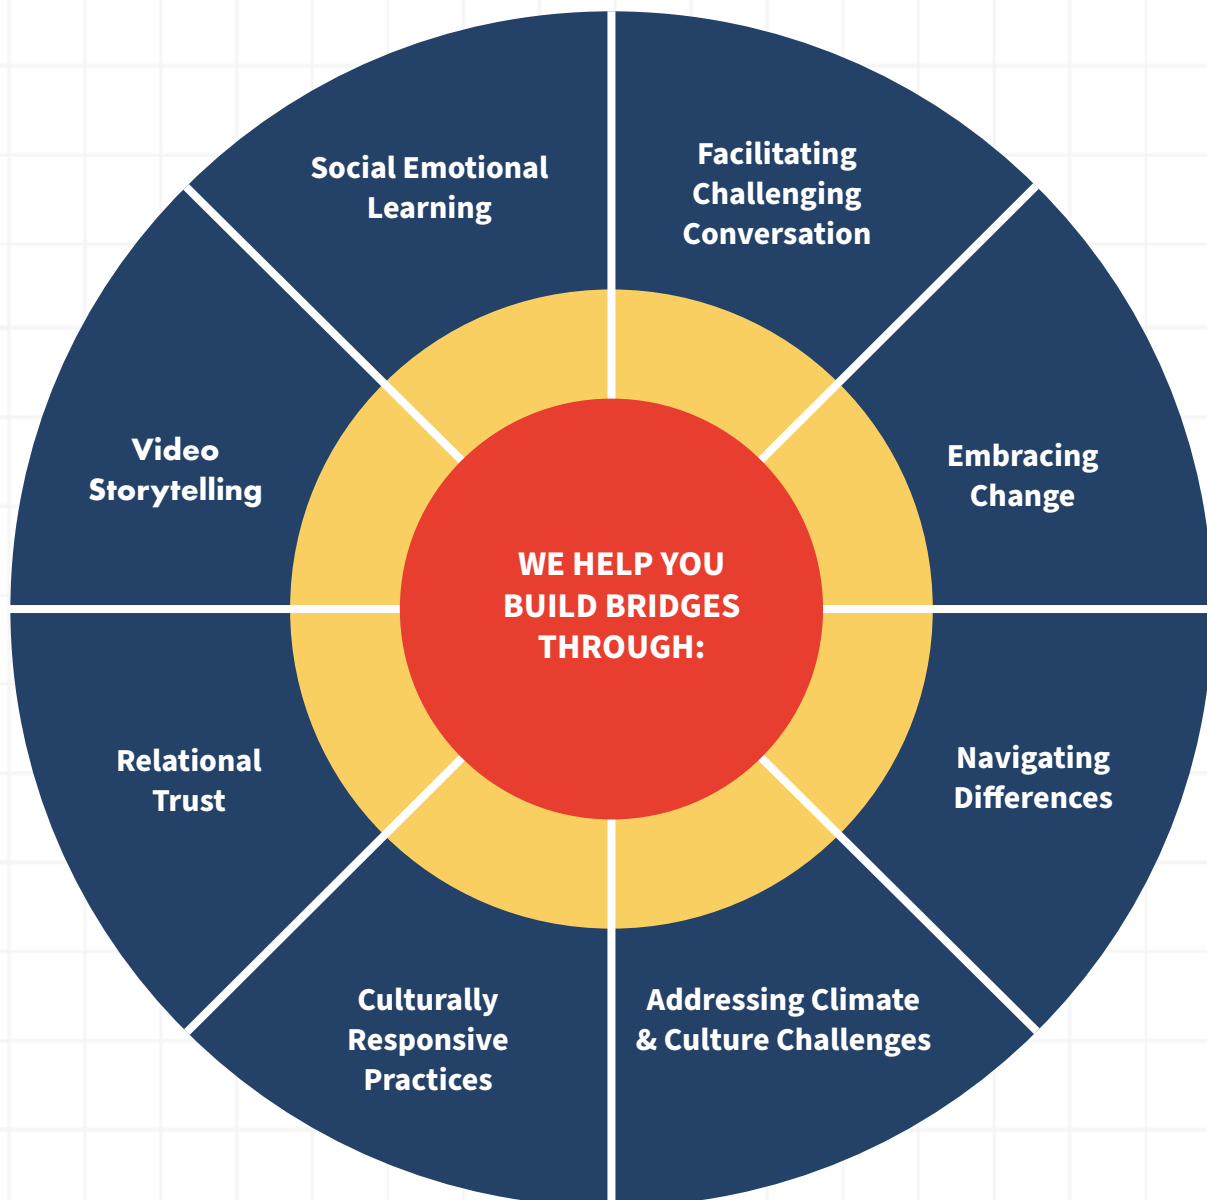 WE HELP YOU
BUILD BRIDGES
THROUGH:
Facilitating
Challenging
Conversation
Embracing
Change
Navigating
Differences
Addressing Climate
& Culture Challenges
Culturally
Responsive
Practices
Relational
Trust
Video
Storytelling
Social Emotional
Learning